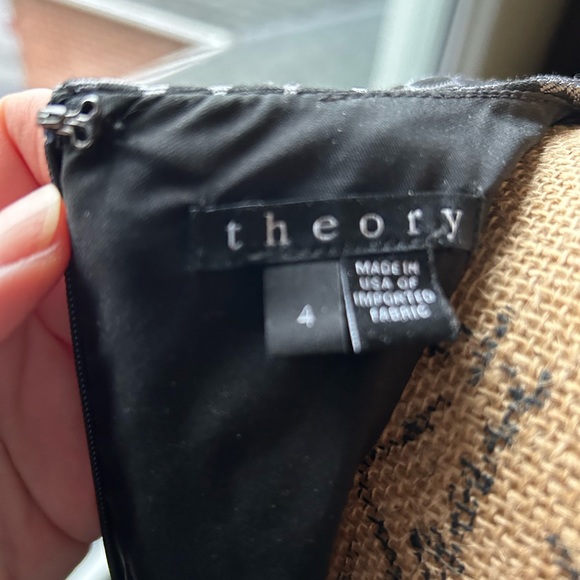 theory
4
MADE IN
USA OF
IMPORTED
FABRIC